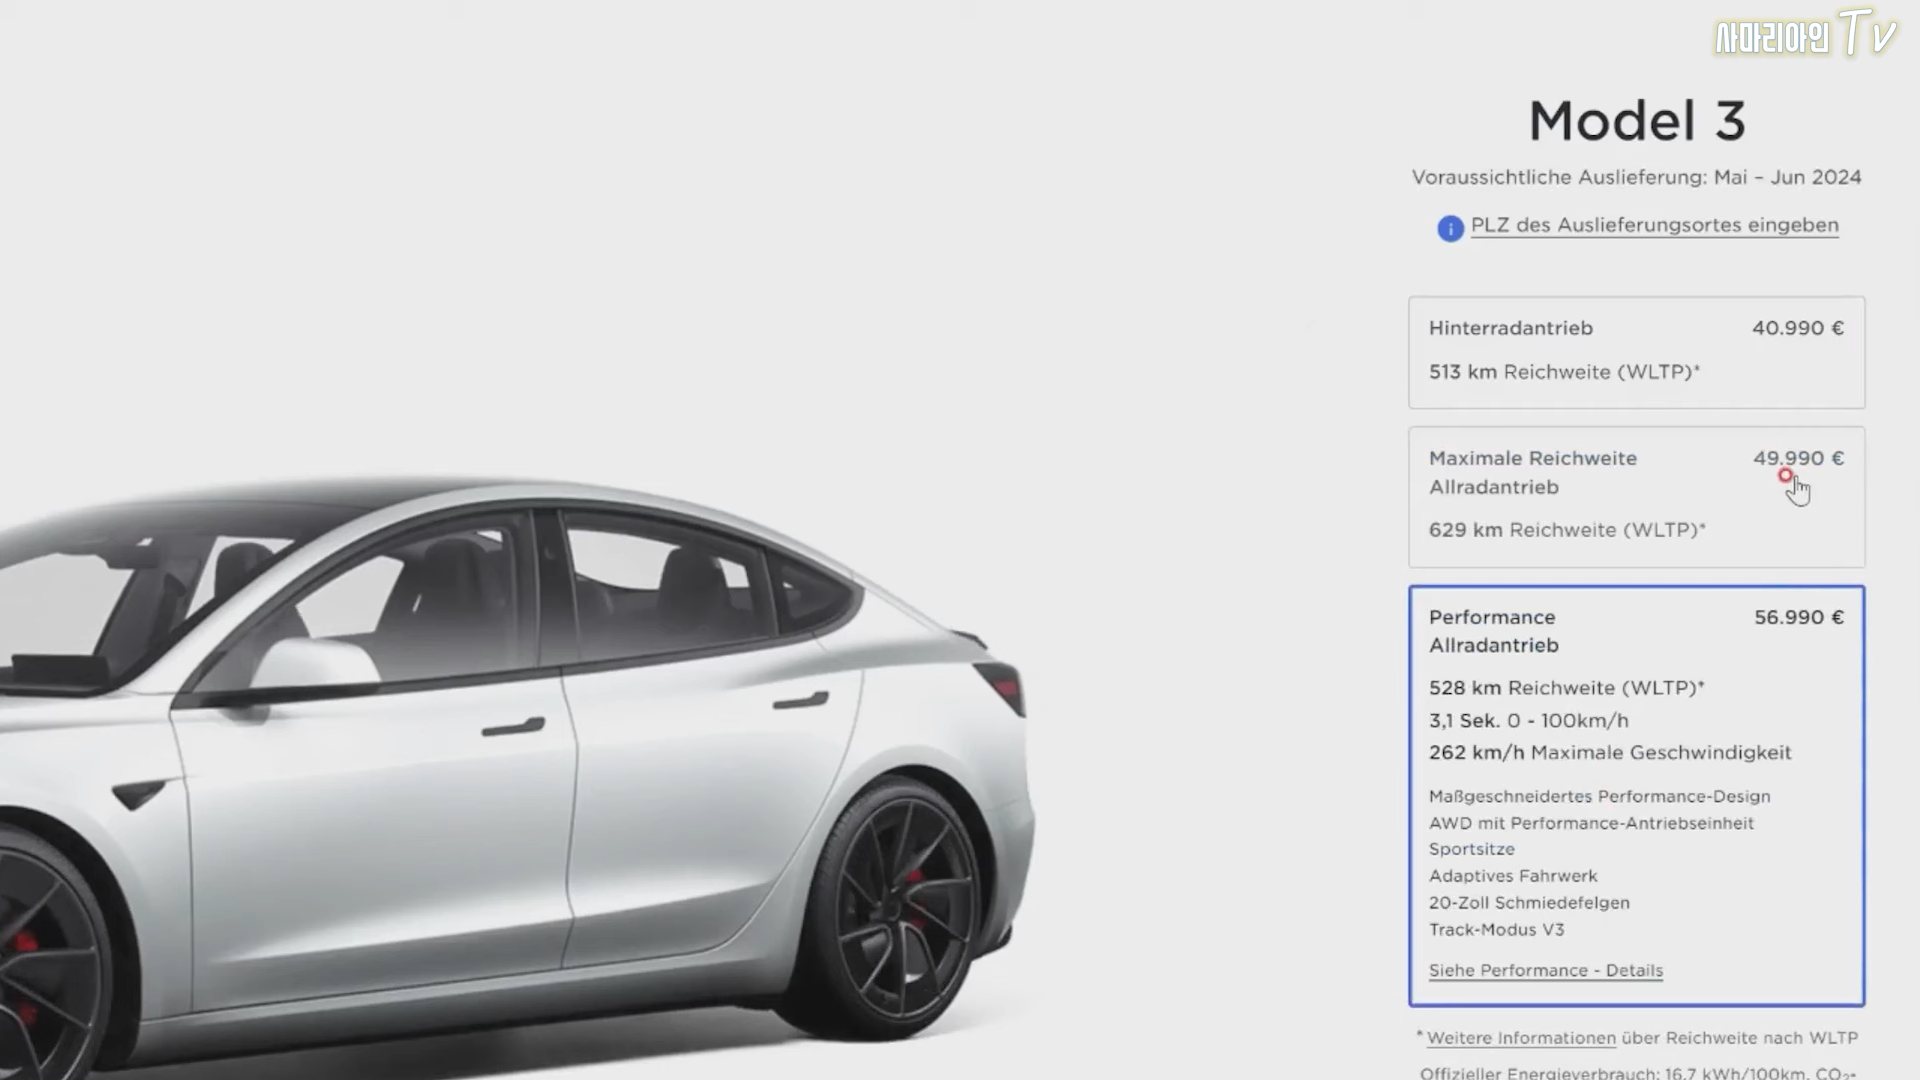 사마리아인 Tv
Model 3
Voraussichtliche Auslieferung: Mai – Jun 2024
PLZ des Auslieferungsortes eingeben
Hinterradantrieb 40.990 €
513 km Reichweite (WLTP)*
Maximale Reichweite 49.990 €
Allradantrieb
629 km Reichweite (WLTP)*
Performance 56.990 €
Allradantrieb
528 km Reichweite (WLTP)*
3,1 Sek. 0 - 100km/h
262 km/h Maximale Geschwindigkeit
Maßgeschneidertes Performance-Design
AWD mit Performance-Antriebseinheit
Sportsitze
Adaptives Fahrwerk
20-Zoll Schmiedefelgen
Track-Modus V3
Siehe Performance - Details
* Weitere Informationen über Reichweite nach WLTP
Offizieller Energieverbrauch: 16,7 kWh/100km, CO₂-